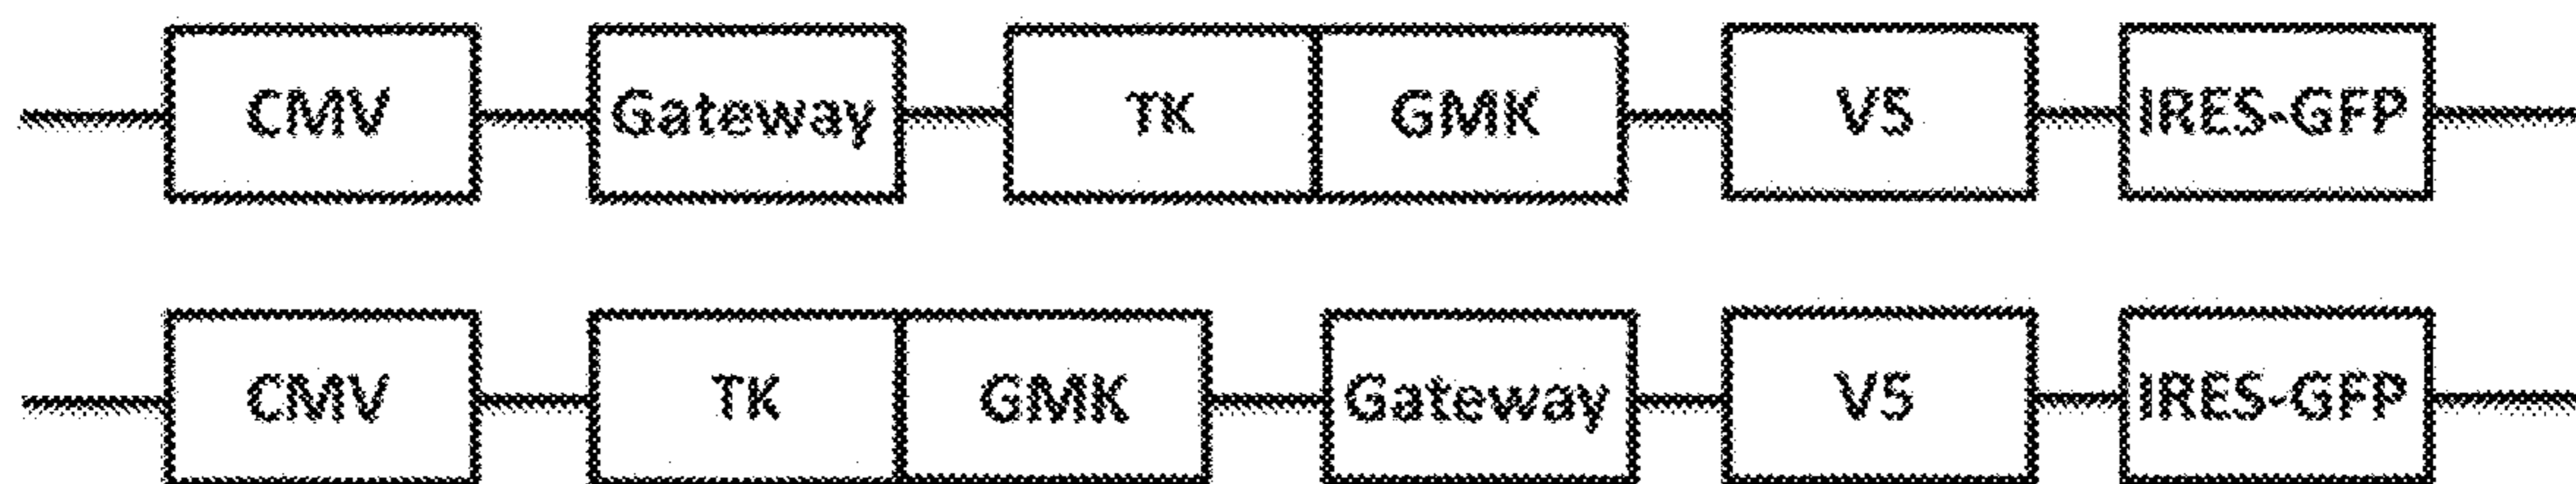 CMV Gateway TK GMK V5 IRES-GFP
CMV TK GMK Gateway V5 IRES-GFP